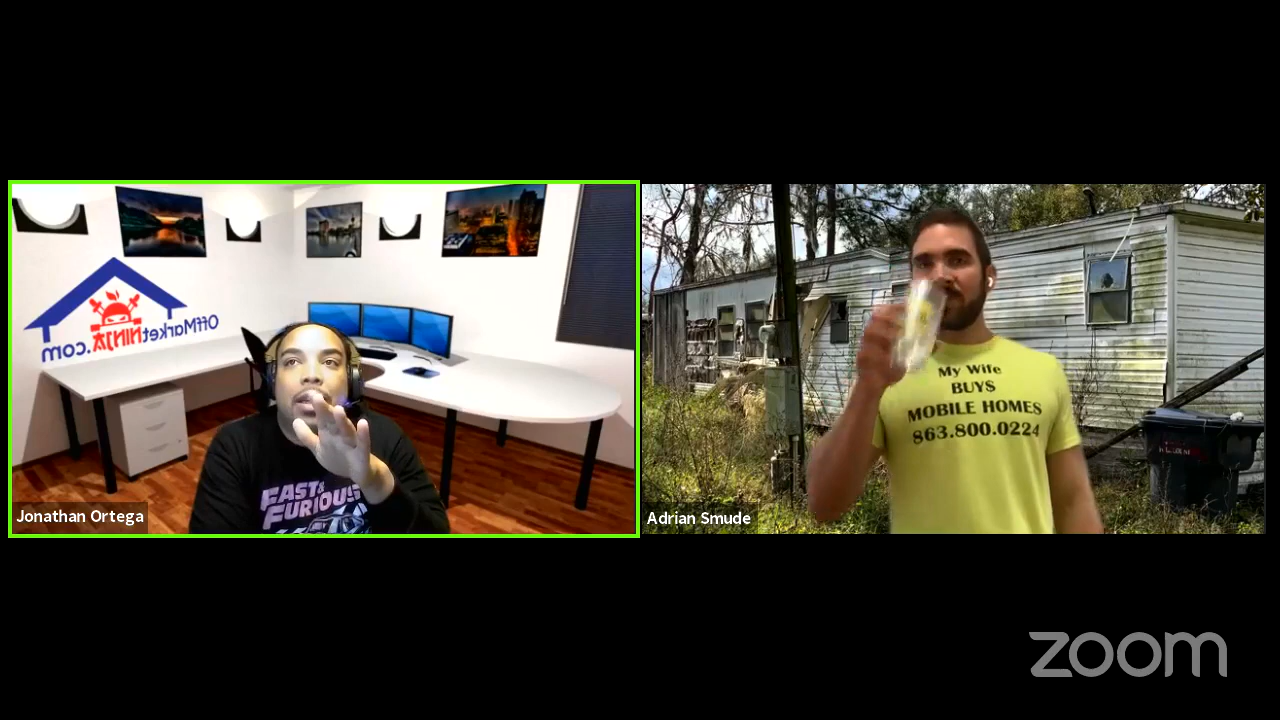 OffMarketNINJA.com
FAST &
FURIOUS
Jonathan Ortega
My Wife
BUYS
MOBILE HOMES
863.800.0224
Adrian Smude
zoom